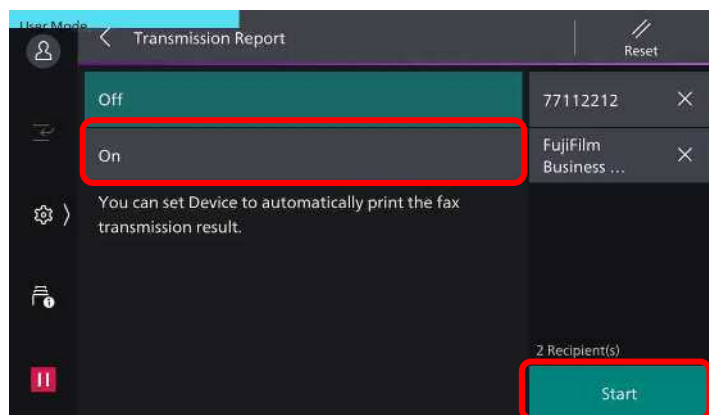 User Mode
Transmission Report
Reset
Off
77112212
On
FujiFilm
Business ...
You can set Device to automatically print the fax
transmission result.
2 Recipient(s)
Start